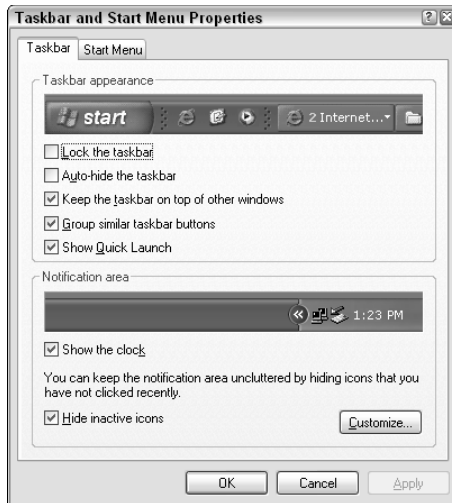 Taskbar and Start Menu Properties
Taskbar
Start Menu
Taskbar appearance
start
2 Internet...
Lock the taskbar
Auto-hide the taskbar
Keep the taskbar on top of other windows
Group similar taskbar buttons
Show Quick Launch
Notification area
1:23 PM
Show the clock
You can keep the notification area uncluttered by hiding icons that you
have not clicked recently.
Hide inactive icons
Customize...
OK
Cancel
Apply